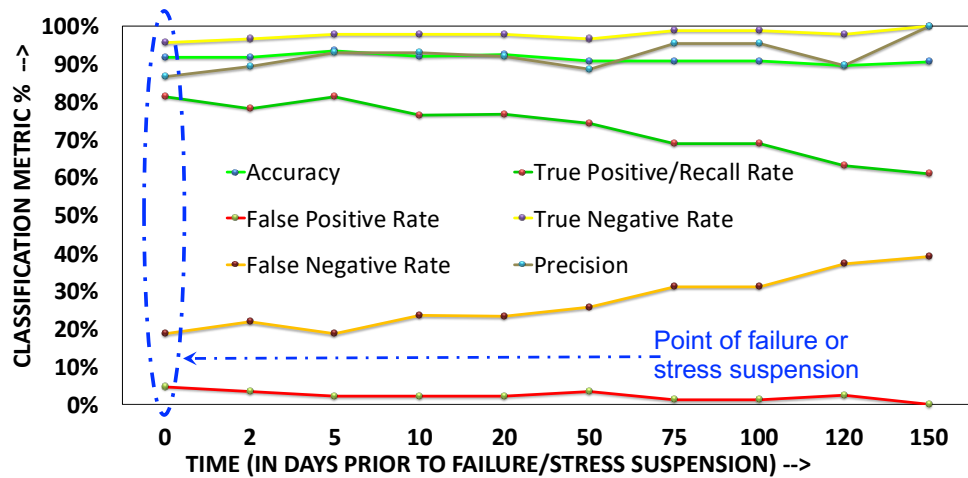 CLASSIFICATION METRIC % -->
100%
90%
80%
70%
60%
50%
40%
30%
20%
10%
0%
Accuracy
True Positive/Recall Rate
False Positive Rate
True Negative Rate
False Negative Rate
Precision
Point of failure or
stress suspension
0 2 5 10 20 50 75 100 120 150
TIME (IN DAYS PRIOR TO FAILURE/STRESS SUSPENSION) -->